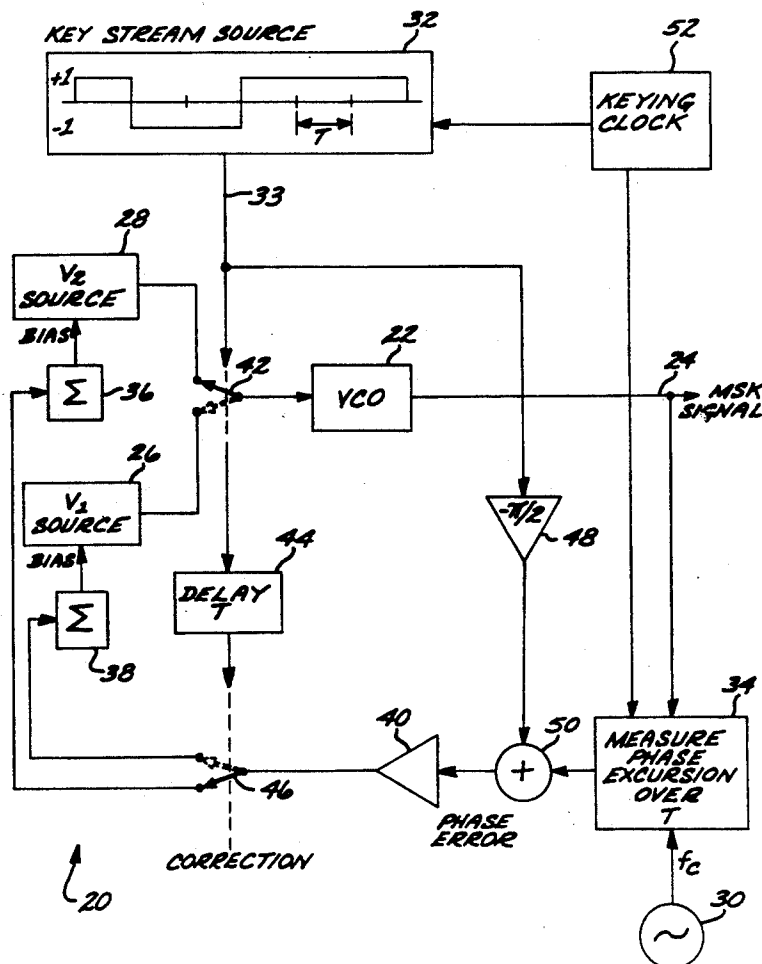 KEY STREAM SOURCE
32
52
+1
-1
T
KEYING
CLOCK
33
28
V2
SOURCE
BIAS
Σ
36
42
22
VCO
24
MSK
SIGNAL
26
V1
SOURCE
BIAS
Σ
38
-π/2
48
44
DELAY
T
34
MEASURE
PHASE
EXCURSION
OVER
T
40
50
+
46
PHASE
ERROR
CORRECTION
fc
30
~
20